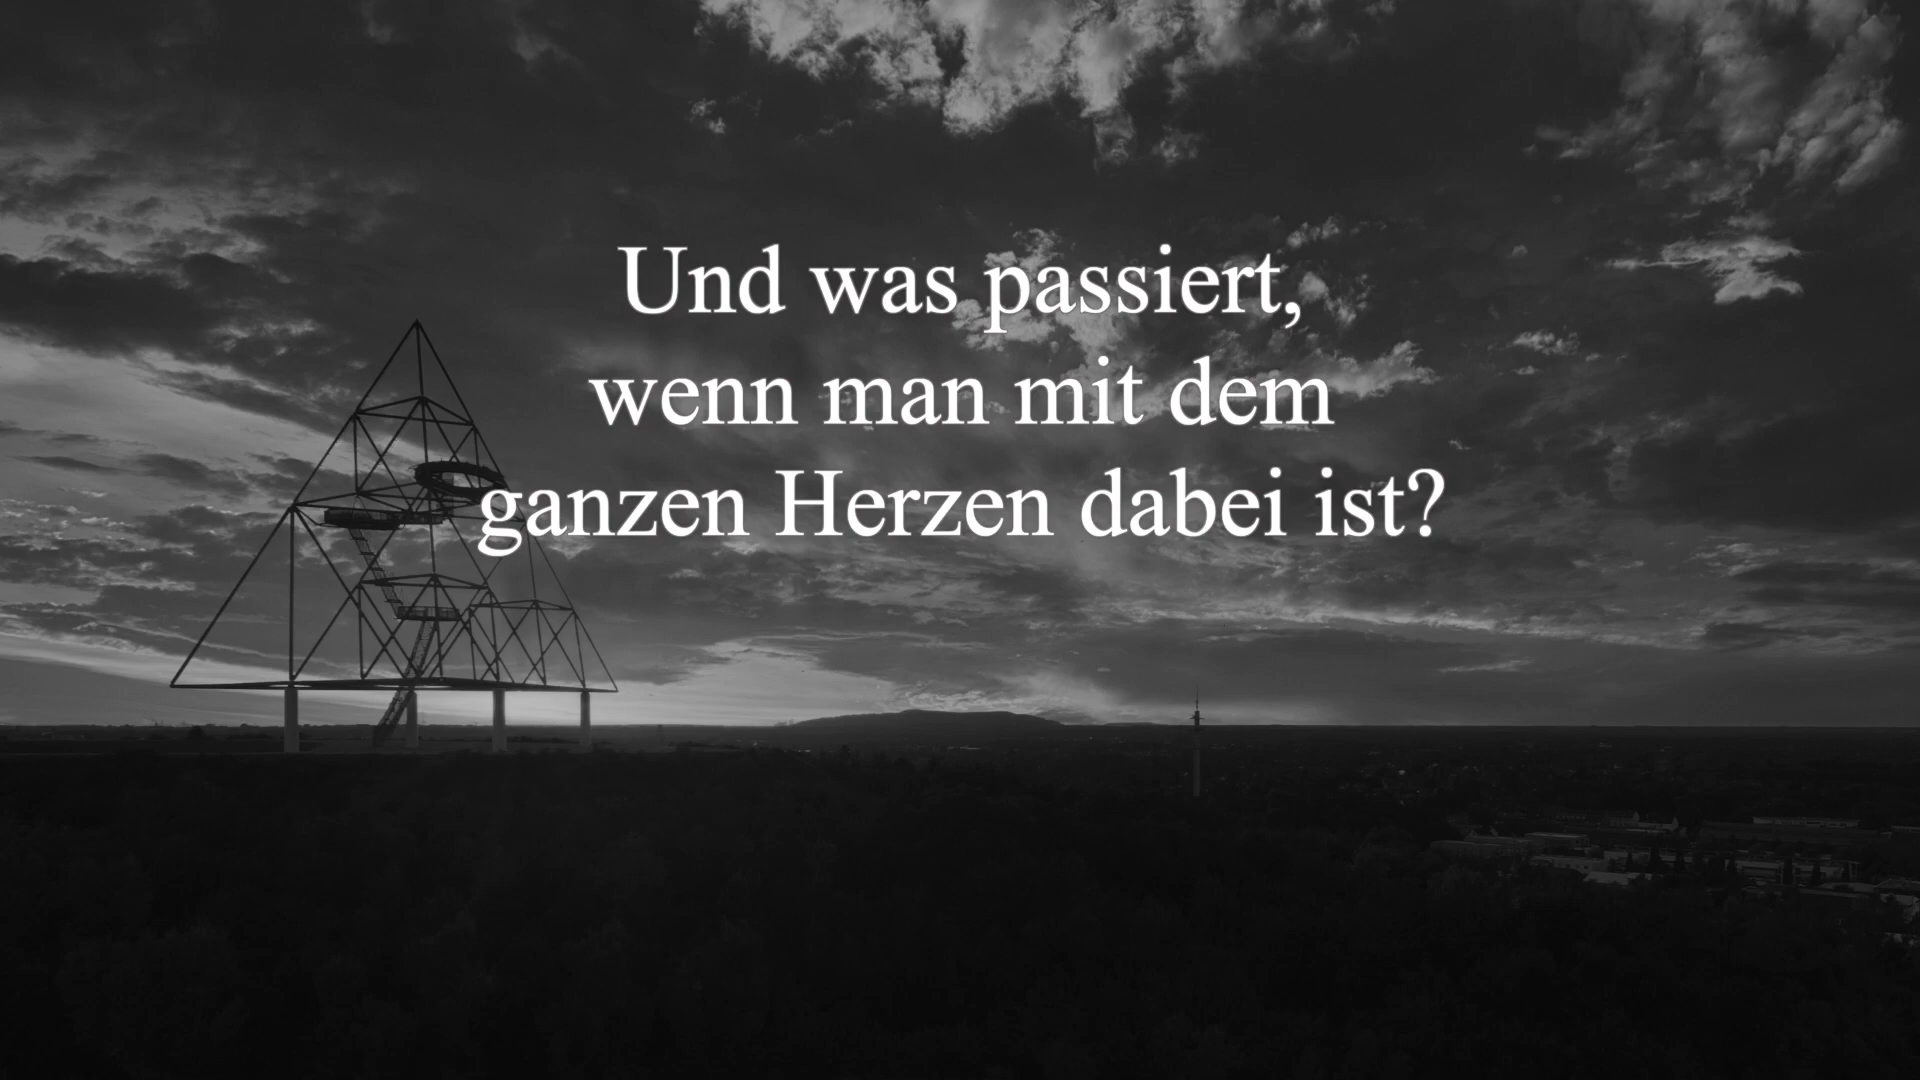 Und was passiert,
wenn man mit dem
ganzen Herzen dabei ist?